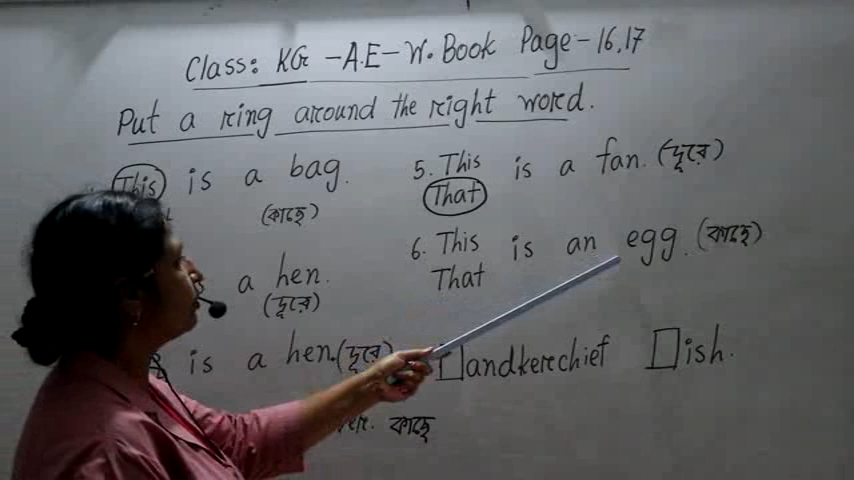 Class: KG - A.E - W. Book Page - 16,17
Put a ring around the right word.
This is a bag.
(কাছে)
a hen.
(দূরে)
is a hen. (দূরে)
কাছে
5. This is a fan. (দূরে)
That
6. This is an egg. (কাছে)
That
andkerchief ish.